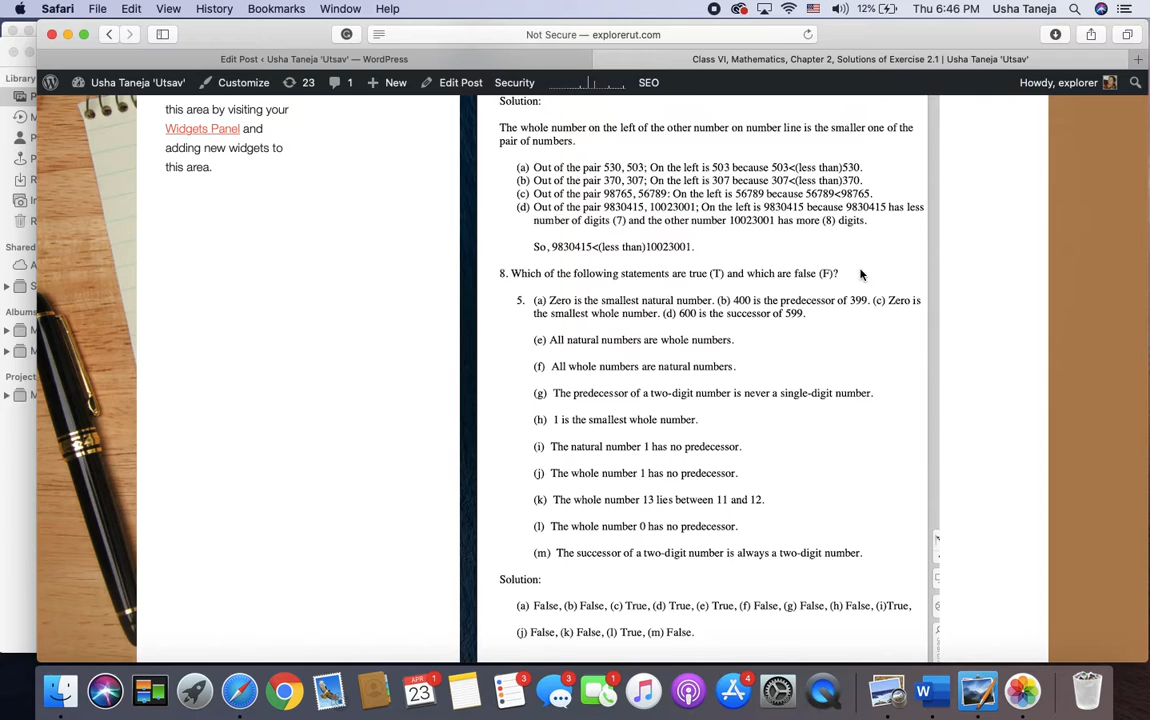 Safari File Edit View History Bookmarks Window Help 12% Thu 6:46 PM Usha Taneja
Not Secure — explorerut.com
Edit Post ‹ Usha Taneja 'Utsav' — WordPress
Class VI, Mathematics, Chapter 2, Solutions of Exercise 2.1 | Usha Taneja 'Utsav'
Usha Taneja 'Utsav' Customize 23 1 New Edit Post Security SEO Howdy, explorer
Library
Shared
Albums
Project
this area by visiting your
Widgets Panel and
adding new widgets to
this area.
Solution:
The whole number on the left of the other number on number line is the smaller one of the
pair of numbers.
(a) Out of the pair 530, 503; On the left is 503 because 503<(less than)530.
(b) Out of the pair 370, 307; On the left is 307 because 307<(less than)370.
(c) Out of the pair 98765, 56789: On the left is 56789 because 56789<98765.
(d) Out of the pair 9830415, 10023001; On the left is 9830415 because 9830415 has less
number of digits (7) and the other number 10023001 has more (8) digits.
So, 9830415<(less than)10023001.
8. Which of the following statements are true (T) and which are false (F)?
5. (a) Zero is the smallest natural number. (b) 400 is the predecessor of 399. (c) Zero is
the smallest whole number. (d) 600 is the successor of 599.
(e) All natural numbers are whole numbers.
(f) All whole numbers are natural numbers.
(g) The predecessor of a two-digit number is never a single-digit number.
(h) 1 is the smallest whole number.
(i) The natural number 1 has no predecessor.
(j) The whole number 1 has no predecessor.
(k) The whole number 13 lies between 11 and 12.
(l) The whole number 0 has no predecessor.
(m) The successor of a two-digit number is always a two-digit number.
Solution:
(a) False, (b) False, (c) True, (d) True, (e) True, (f) False, (g) False, (h) False, (i)True,
(j) False, (k) False, (l) True, (m) False.
APR 1
23 3 3 1 4 W